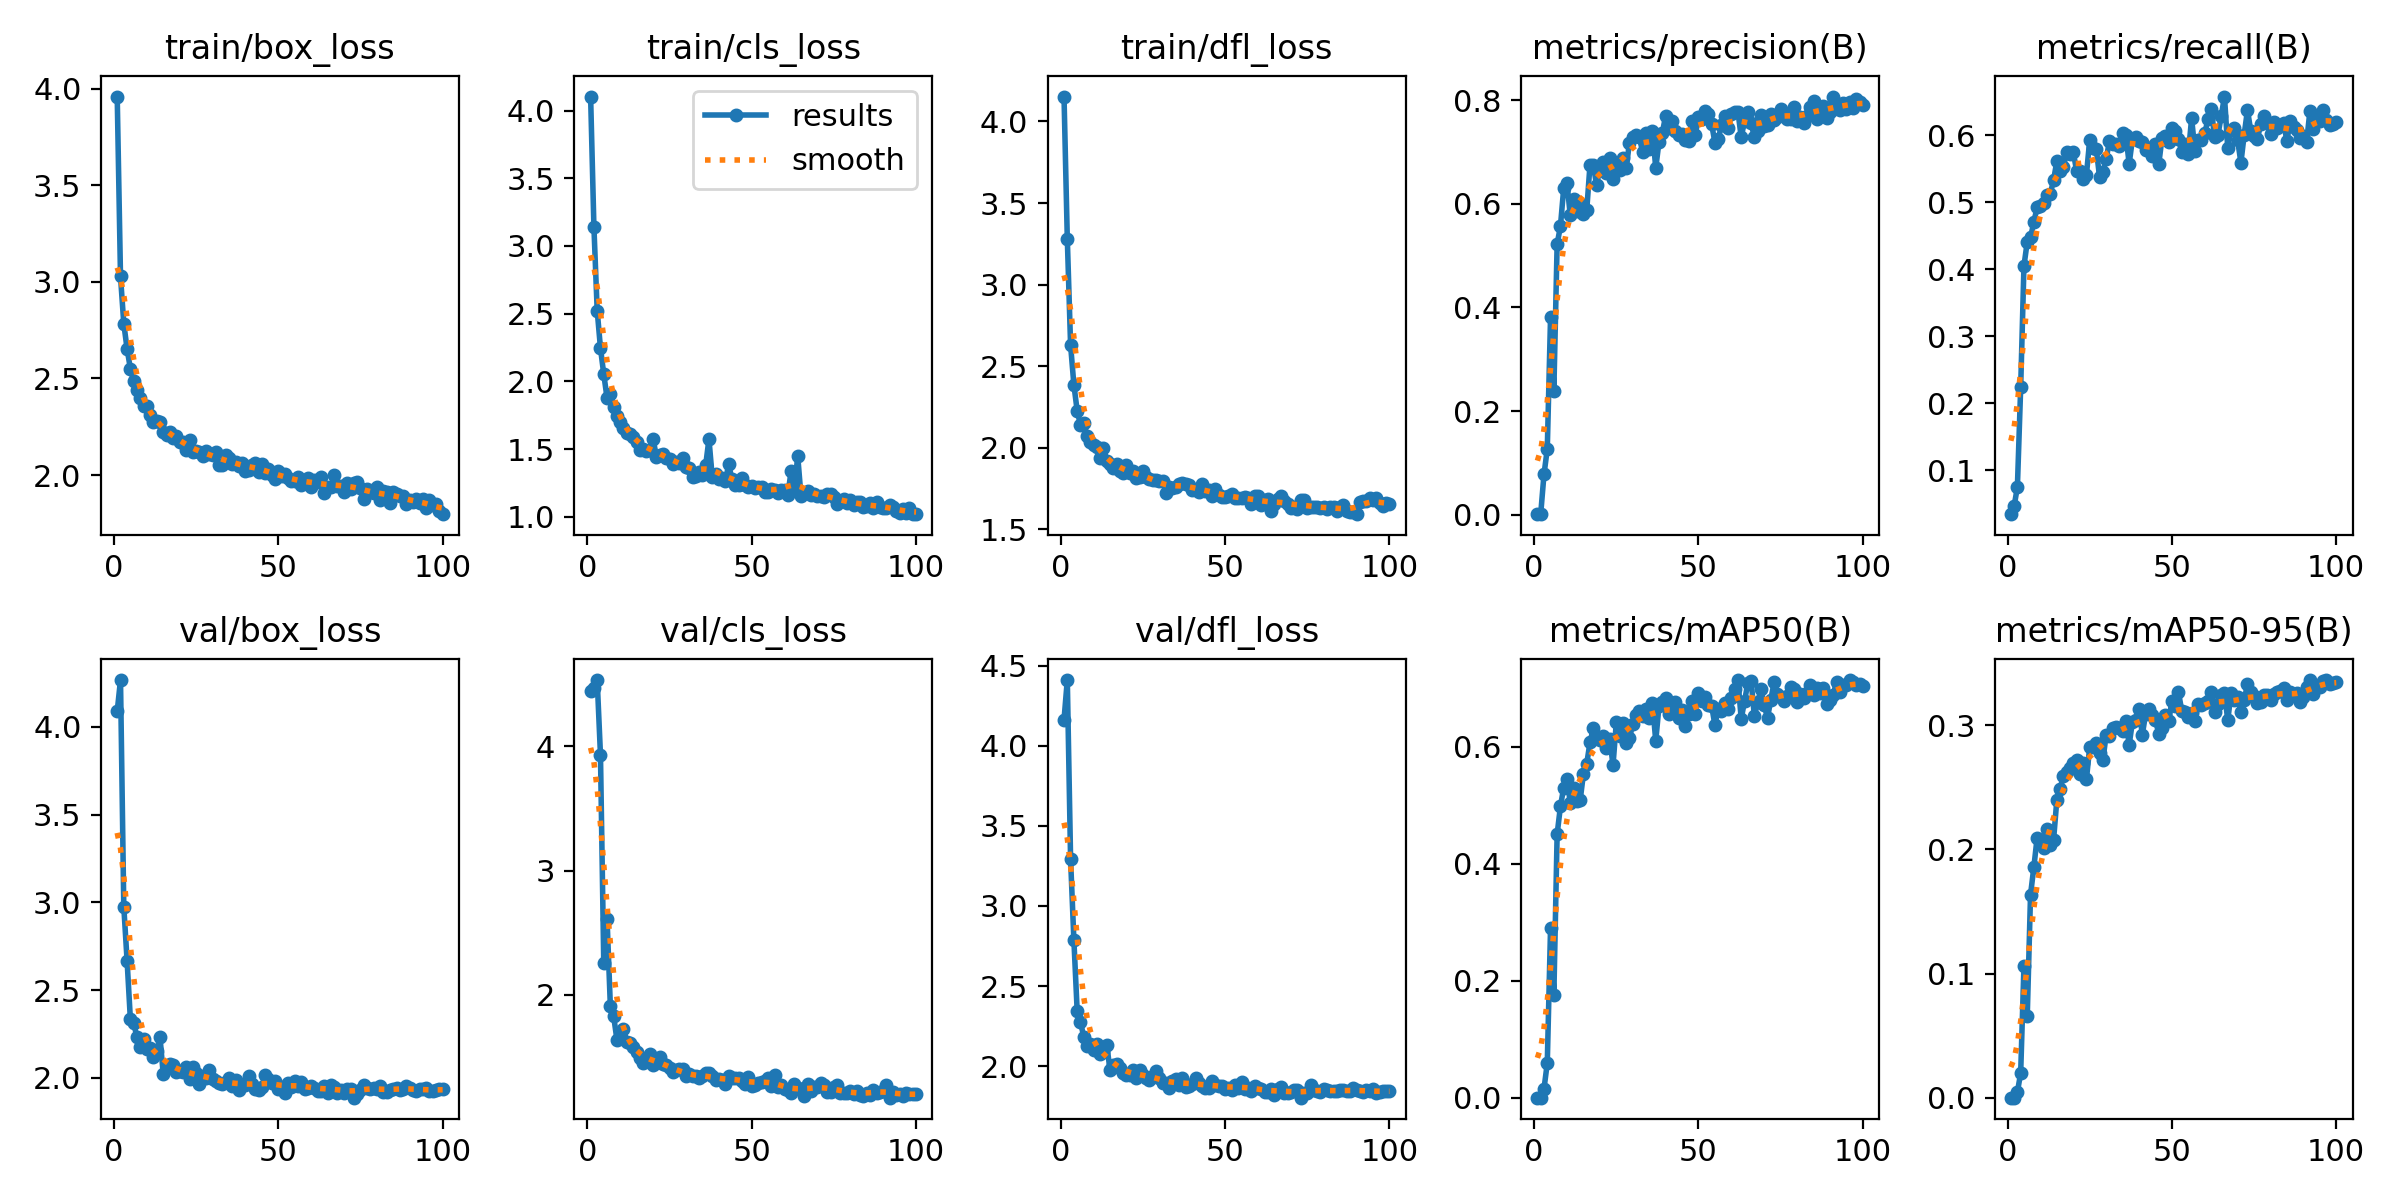 train/box_loss
4.0
3.5
3.0
2.5
2.0
0 50 100
train/cls_loss
results
smooth
4.0
3.5
3.0
2.5
2.0
1.5
1.0
0 50 100
train/dfl_loss
4.0
3.5
3.0
2.5
2.0
1.5
0 50 100
metrics/precision(B)
0.8
0.6
0.4
0.2
0.0
0 50 100
metrics/recall(B)
0.6
0.5
0.4
0.3
0.2
0.1
0 50 100
val/box_loss
4.0
3.5
3.0
2.5
2.0
0 50 100
val/cls_loss
4
3
2
0 50 100
val/dfl_loss
4.5
4.0
3.5
3.0
2.5
2.0
0 50 100
metrics/mAP50(B)
0.6
0.4
0.2
0.0
0 50 100
metrics/mAP50-95(B)
0.3
0.2
0.1
0.0
0 50 100